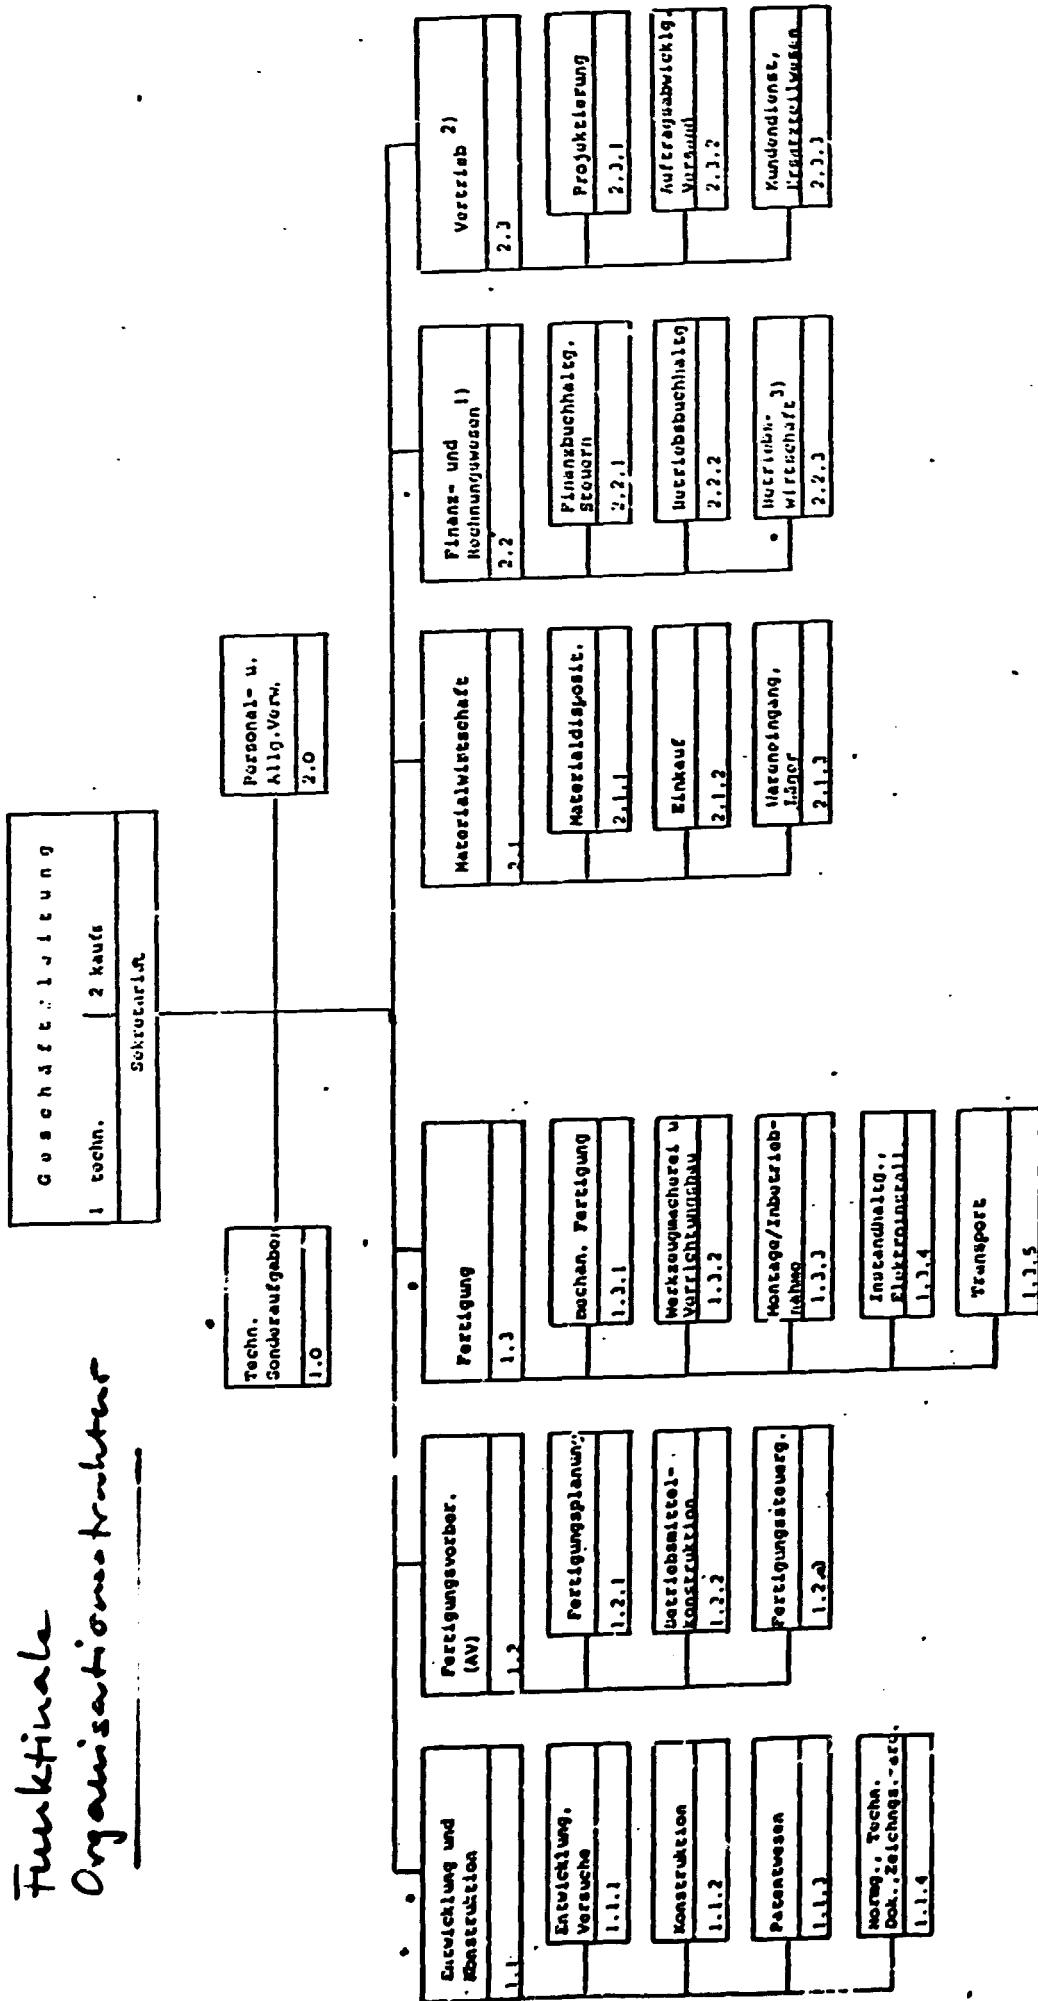 Funktionale
Organisationsstruktur
Geschäftsleitung
1 techn.
2 kaufm
Sekretariat
Techn.
Sonderaufgaben
1.0
Personal- u.
Allg.Verw.
2.0
Entwicklung und
Konstruktion
1.1
Entwicklung,
Versuche
1.1.1
Konstruktion
1.1.2
Patentwesen
1.1.3
Normg., Techn.
Dok., Zeichngs.-arc.
1.1.4
Fertigungsvorber.
(AV)
1.2
Fertigungsplanung
1.2.1
Betriebsmittel-
konstruktion
1.2.2
Fertigungssteuerg.
1.2.3
Fertigung
1.3
mechan. Fertigung
1.3.1
Werkzeugmacherei u
Vorrichtungsbau
1.3.2
Montage/Inbetrieb-
nahme
1.3.3
Instandhaltg.,
Elektroinstall.
1.3.4
Transport
1.3.5
Materialwirtschaft
2.1
Materialdisposit.
2.1.1
Einkauf
2.1.2
Wareneingang,
Läger
2.1.3
Finanz- und
Rechnungswesen 1)
2.2
Finanzbuchhaltg,
Steuern
2.2.1
Betriebsbuchhaltg
2.2.2
Betriebs-
wirtschaft 3)
2.2.3
Vertrieb 2)
2.3
Projektierung
2.3.1
Auftragsabwicklg,
Versand
2.3.2
Kundendienst,
Ersatzteilwesen
2.3.3